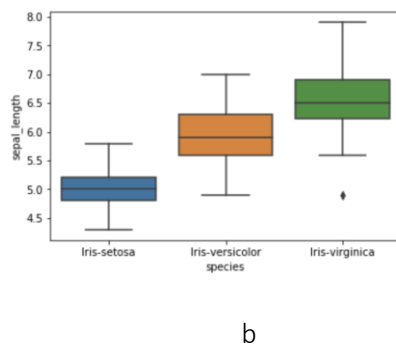 8.0
7.5
7.0
6.5
6.0
5.5
5.0
4.5
sepal_length
Iris-setosa Iris-versicolor Iris-virginica
species
b